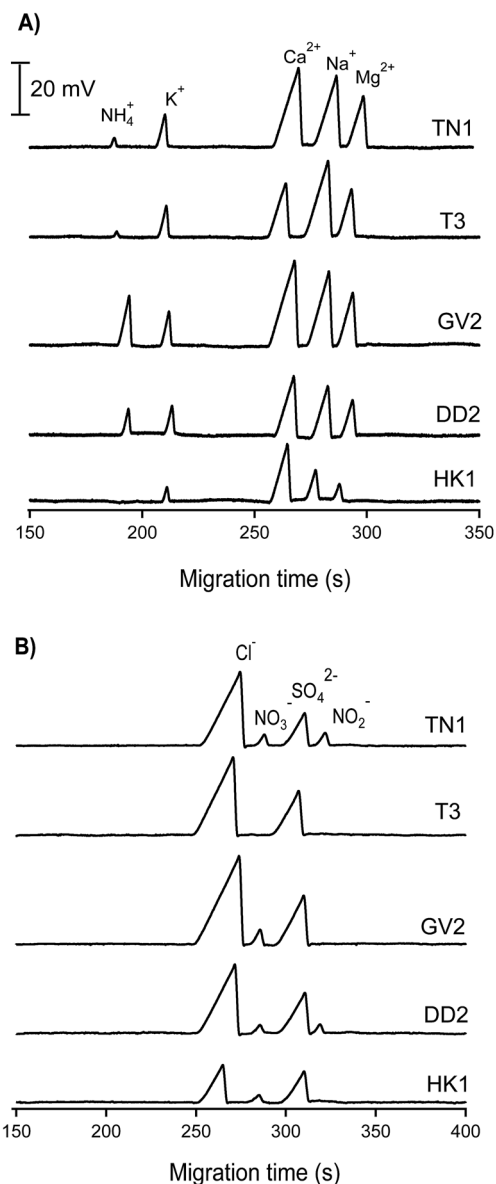 A)
20 mV
NH₄⁺ K⁺ Ca²⁺ Na⁺ Mg²⁺
TN1
T3
GV2
DD2
HK1
150 200 250 300 350
Migration time (s)
B)
Cl⁻ NO₃⁻ SO₄²⁻ NO₂⁻
TN1
T3
GV2
DD2
HK1
150 200 250 300 350 400
Migration time (s)